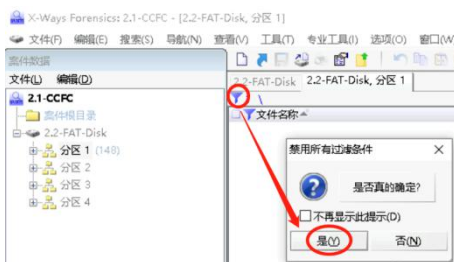 X-Ways Forensics: 2.1-CCFC - [2.2-FAT-Disk, 分区 1]
文件(F) 编辑(E) 搜索(S) 导航(N) 查看(V) 工具(T) 专业工具(I) 选项(O) 窗口(W
案件数据
文件(L) 编辑(D)
2.2-FAT-Disk 2.2-FAT-Disk, 分区 1
2.1-CCFC
\
案件根目录
文件名称
2.2-FAT-Disk
分区 1 (148)
分区 2
分区 3
分区 4
禁用所有过滤条件
是否真的确定?
不再显示此提示(D)
是(Y) 否(N)